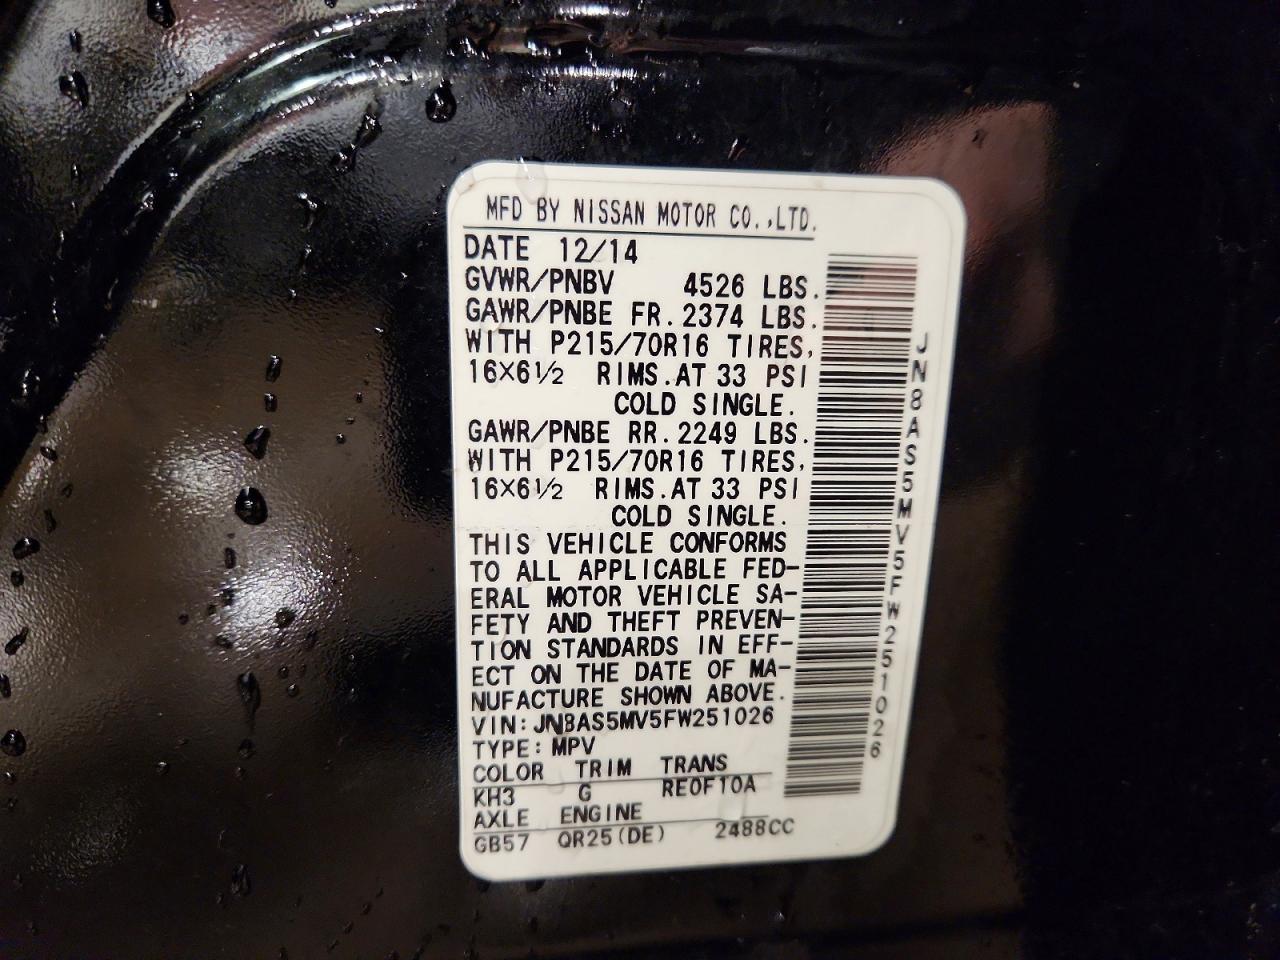 MFD BY NISSAN MOTOR CO.,LTD.
DATE 12/14
GVWR/PNBV 4526 LBS.
GAWR/PNBE FR. 2374 LBS.
WITH P215/70R16 TIRES,
16X6½ RIMS.AT 33 PSI
COLD SINGLE.
GAWR/PNBE RR. 2249 LBS.
WITH P215/70R16 TIRES,
16X6½ RIMS.AT 33 PSI
COLD SINGLE.
THIS VEHICLE CONFORMS
TO ALL APPLICABLE FED-
ERAL MOTOR VEHICLE SA-
FETY AND THEFT PREVEN-
TION STANDARDS IN EFF-
ECT ON THE DATE OF MA-
NUFACTURE SHOWN ABOVE.
VIN: JN8AS5MV5FW251026
TYPE: MPV
COLOR TRIM TRANS
KH3 G RE0F10A
AXLE ENGINE
GB57 QR25(DE) 2488CC
JN8AS5MV5FW251026